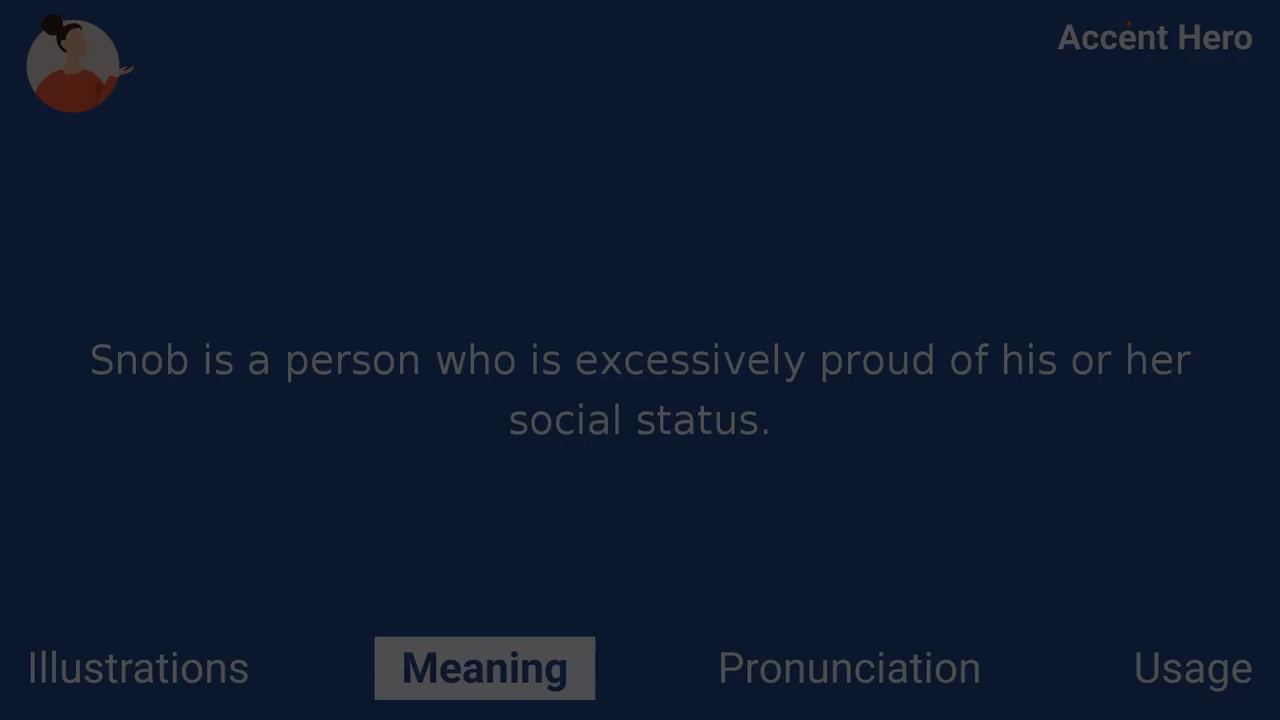 Accent Hero
Snob is a person who is excessively proud of his or her
social status.
Illustrations
Meaning
Pronunciation
Usage